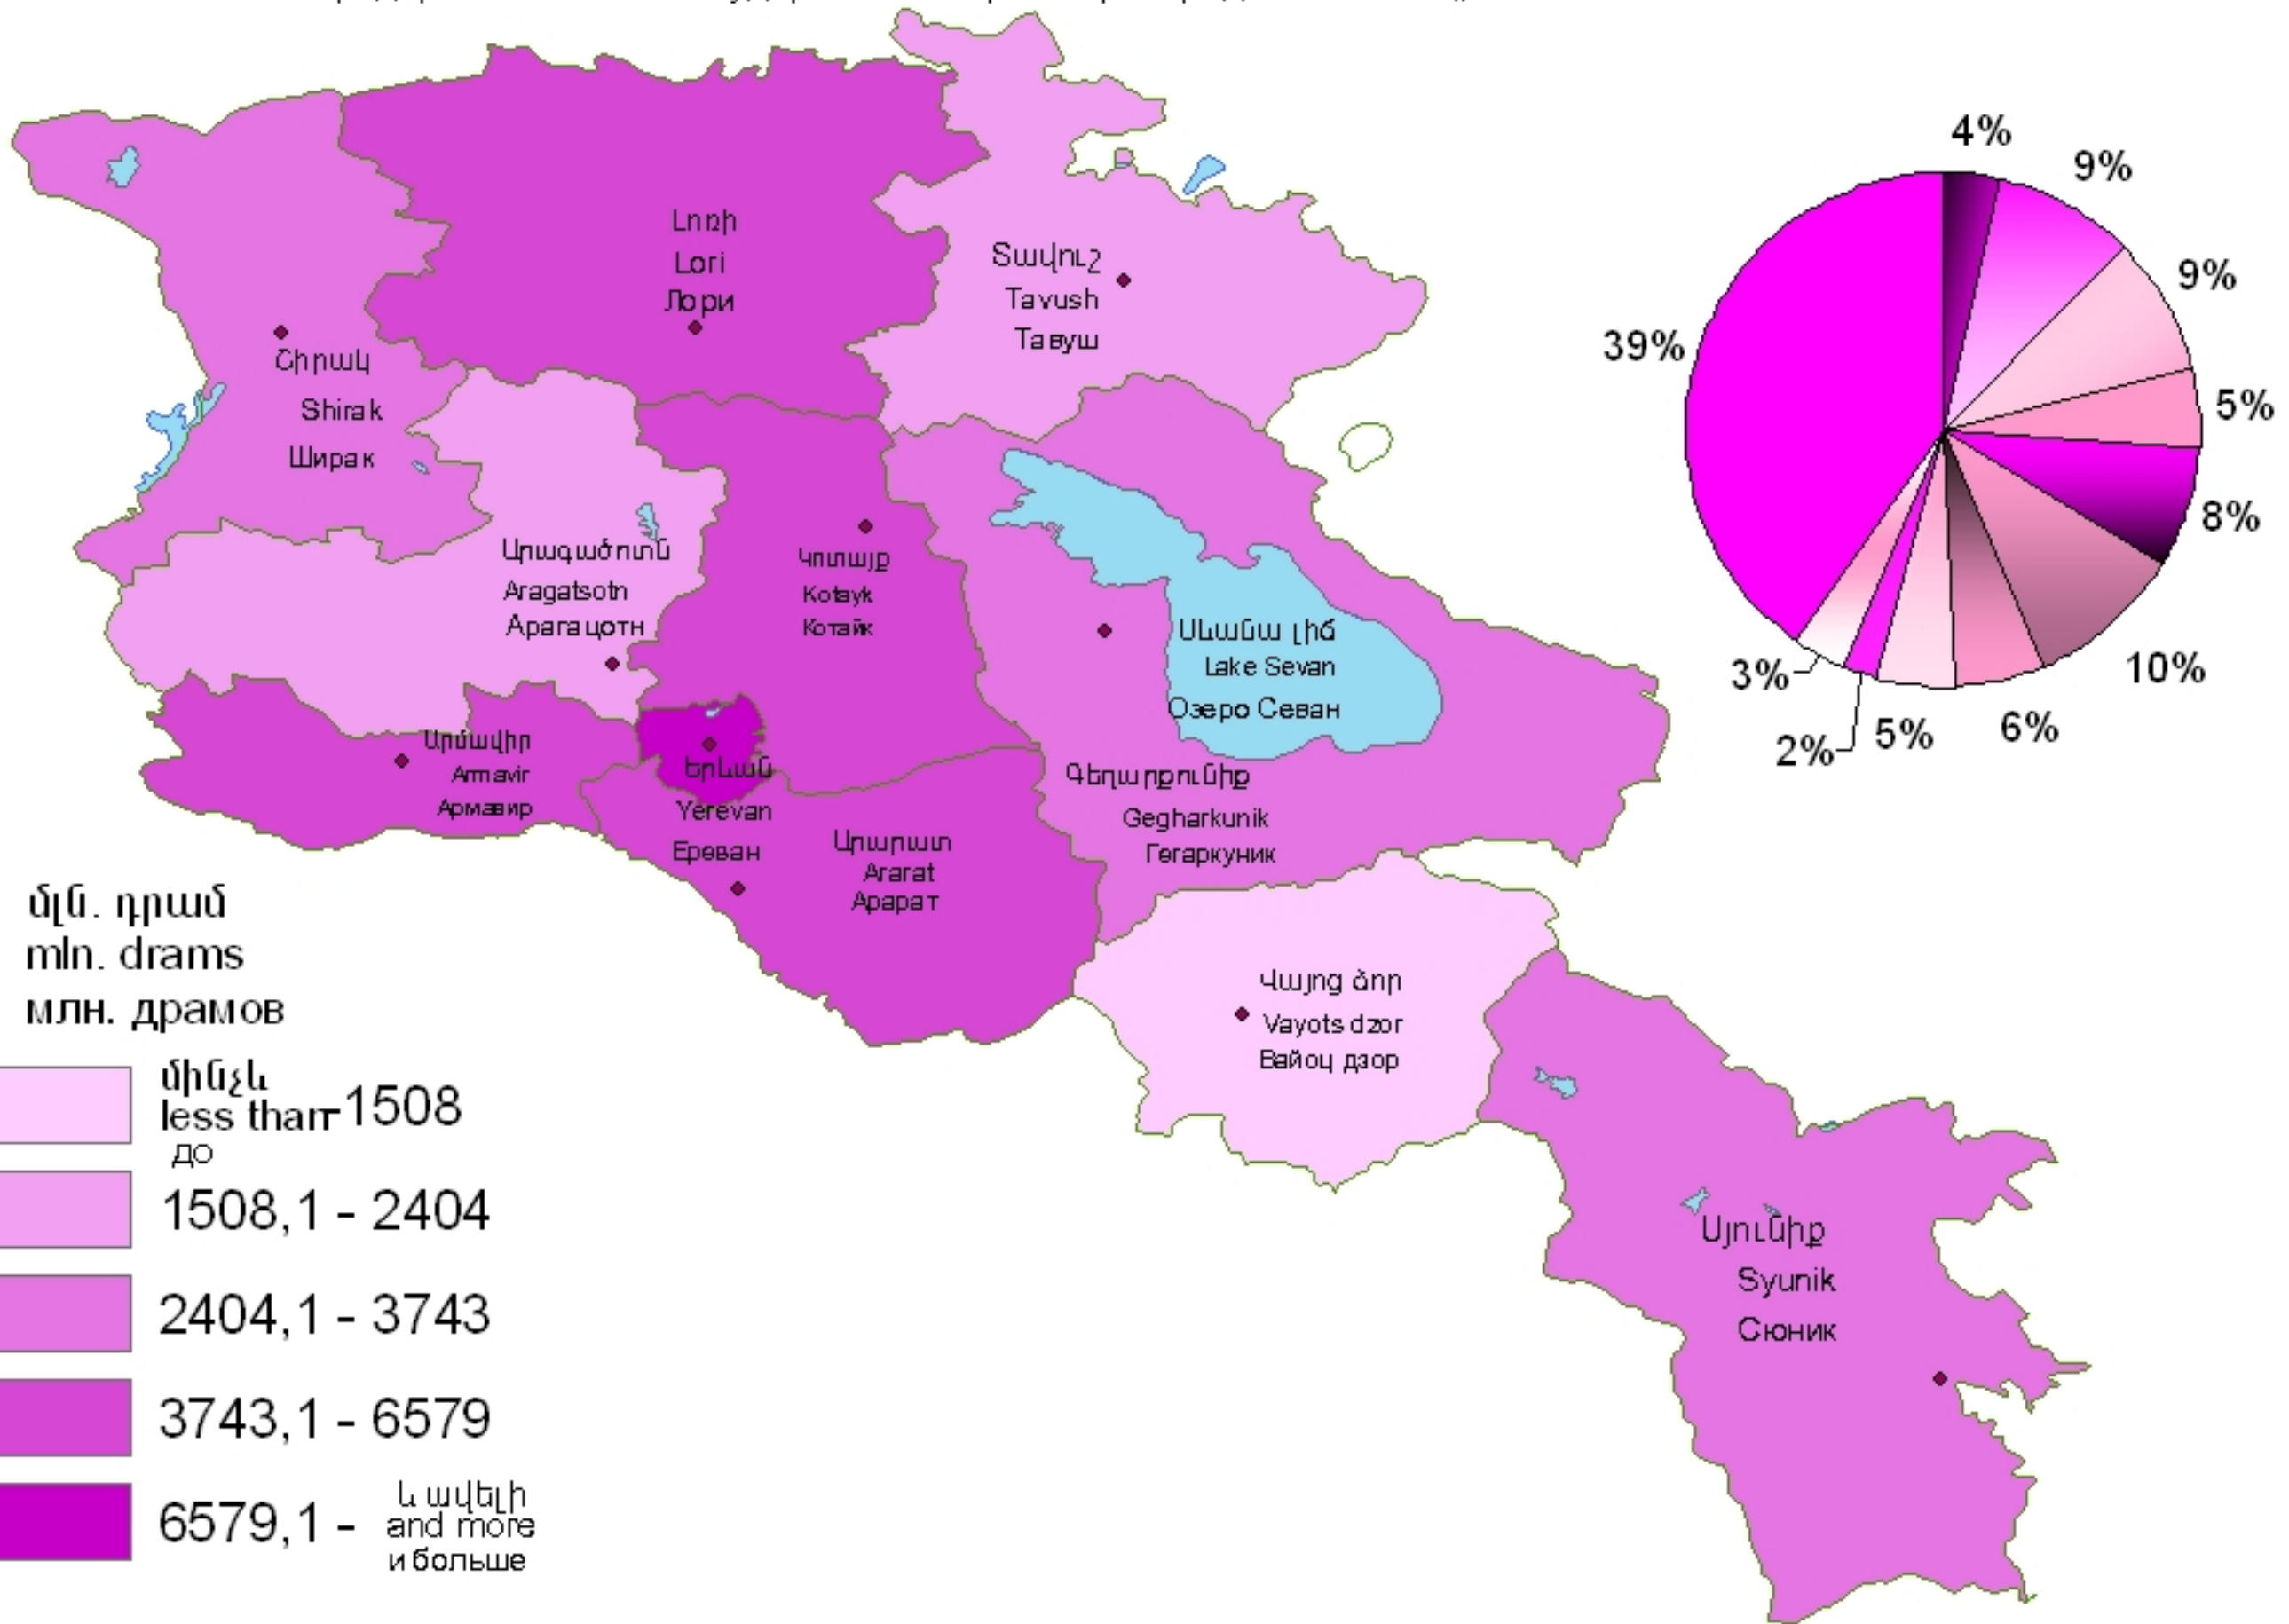 Լոռի
Lori
Лори
Տավուշ
Tavush
Тавуш
Շիրակ
Shirak
Ширак
Արագածոտն
Aragatsotn
Арагацотн
Կոտայք
Kotayk
Котайк
Սևանա լիճ
Lake Sevan
Озеро Севан
Արմավիր
Armavir
Армавир
Երևան
Yerevan
Ереван
Արարատ
Ararat
Арарат
Գեղարքունիք
Gegharkunik
Гегаркуник
Վայոց ձոր
Vayots dzor
Вайоц дзор
Սյունիք
Syunik
Сюник
4%
9%
9%
5%
8%
10%
6%
5%
2%
3%
39%
մլն. դրամ
mln. drams
млн. драмов
մինչև
less than -1508
до
1508,1 - 2404
2404,1 - 3743
3743,1 - 6579
6579,1 - և ավելի
and more
и больше